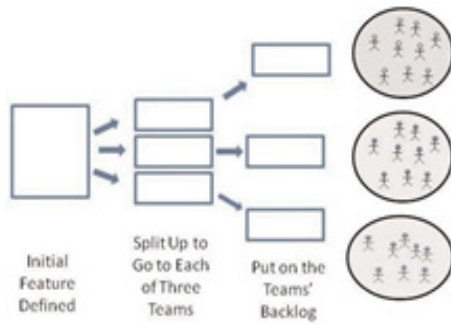 Initial
Feature
Defined
Split Up to
Go to Each
of Three
Teams
Put on the
Teams'
Backlog